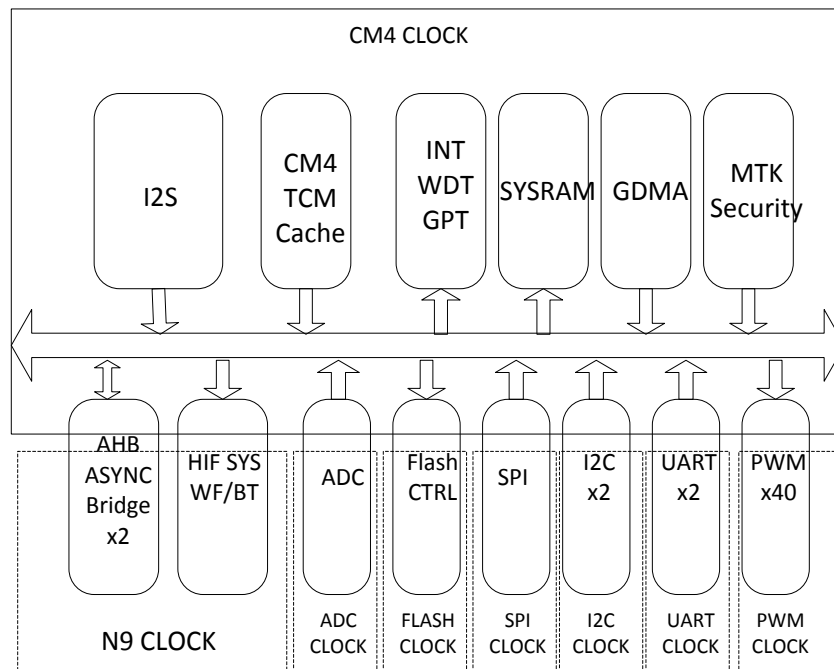 CM4 CLOCK
I2S
CM4
TCM
Cache
INT
WDT
GPT
SYSRAM
GDMA
MTK
Security
AHB
ASYNC
Bridge
x2
HIF SYS
WF/BT
ADC
Flash
CTRL
SPI
I2C
x2
UART
x2
PWM
x40
N9 CLOCK
ADC
CLOCK
FLASH
CLOCK
SPI
CLOCK
I2C
CLOCK
UART
CLOCK
PWM
CLOCK